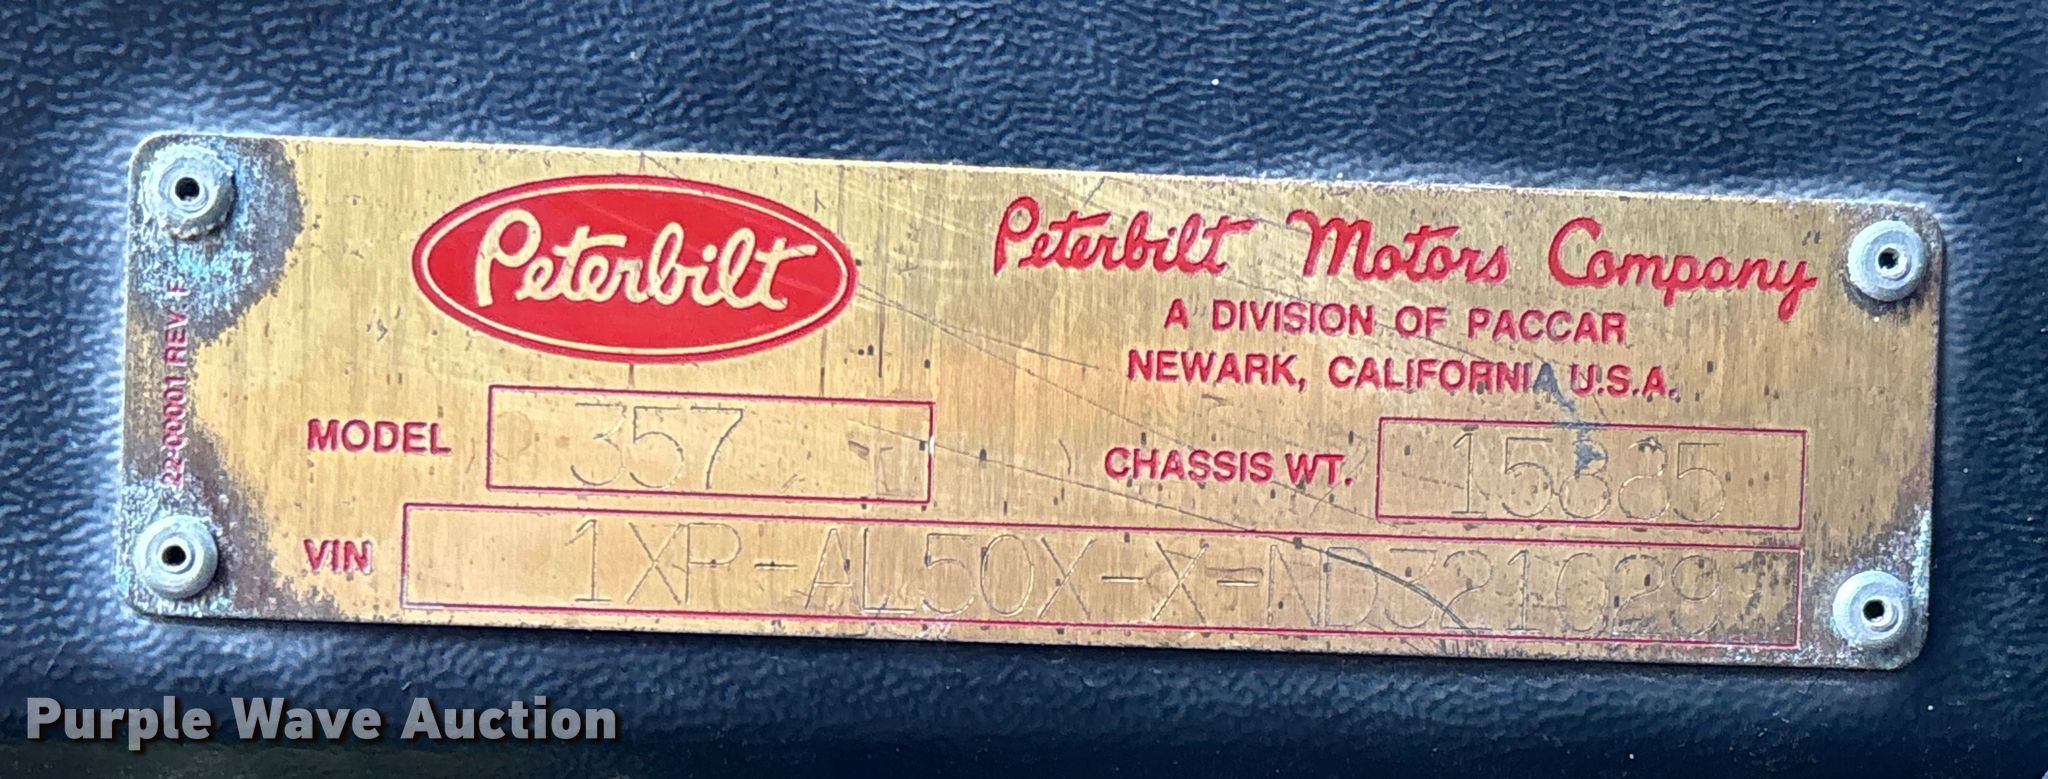 Peterbilt
Peterbilt Motors Company
A DIVISION OF PACCAR
NEWARK, CALIFORNIA U.S.A.
MODEL 357
CHASSIS WT.
VIN 1XP-AL50X-X-ND321029
22-00001 REV. F
Purple Wave Auction